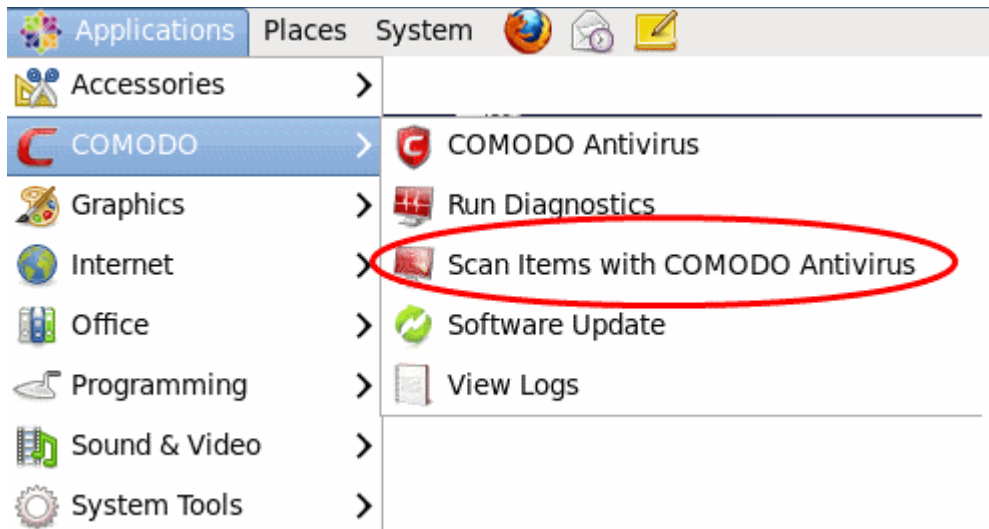 Applications Places System
Accessories
COMODO
COMODO Antivirus
Graphics
Run Diagnostics
Internet
Scan Items with COMODO Antivirus
Office
Software Update
Programming
View Logs
Sound & Video
System Tools